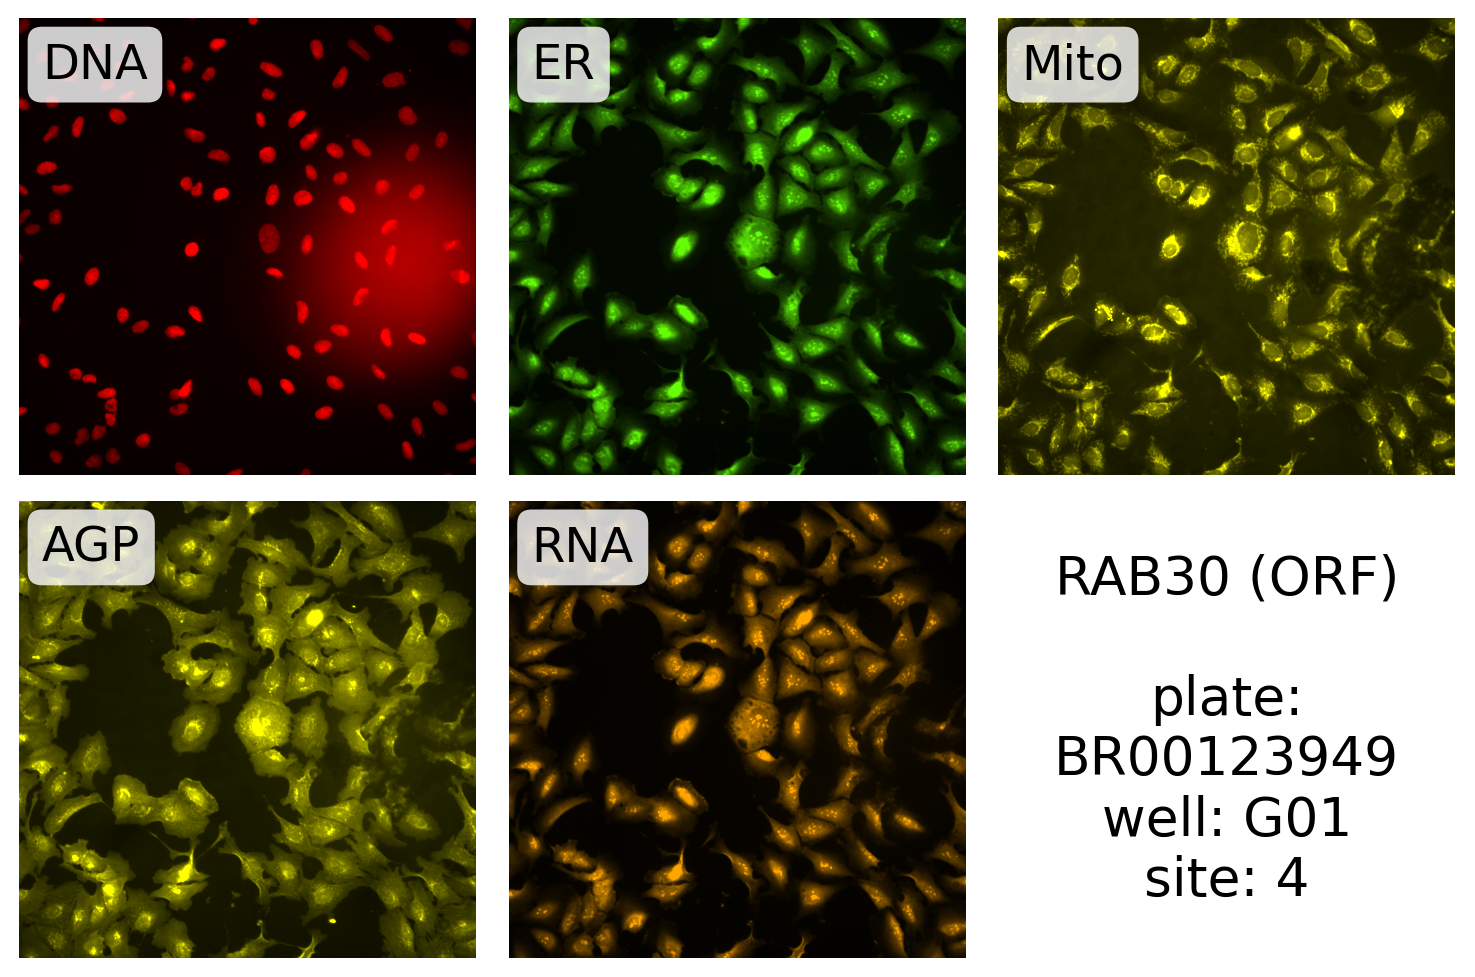 DNA
ER
Mito
AGP
RNA
RAB30 (ORF)
plate:
BR00123949
well: G01
site: 4